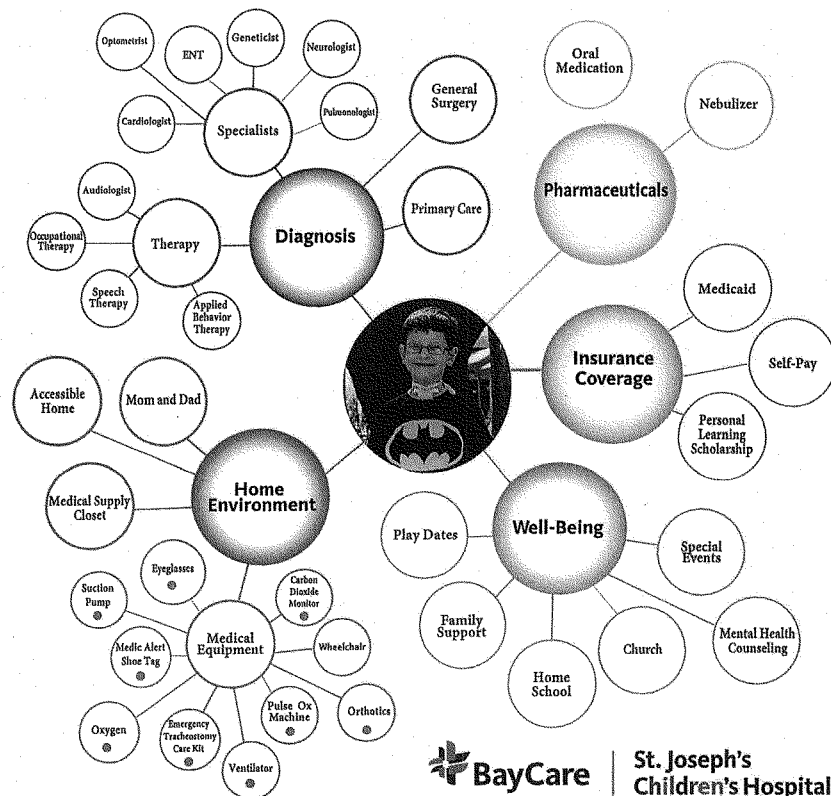 Optometrist
ENT
Geneticist
Neurologist
Cardiologist
Specialists
Pulmonologist
General
Surgery
Oral
Medication
Nebulizer
Pharmaceuticals
Audiologist
Occupational
Therapy
Therapy
Speech
Therapy
Applied
Behavior
Therapy
Diagnosis
Primary Care
Medicaid
Insurance
Coverage
Self-Pay
Personal
Learning
Scholarship
Accessible
Home
Mom and Dad
Medical Supply
Closet
Home
Environment
Well-Being
Play Dates
Special
Events
Family
Support
Home
School
Church
Mental Health
Counseling
Eyeglasses
Carbon
Dioxide
Monitor
Suction
Pump
Medical
Equipment
Wheelchair
Medic Alert
Shoe Tag
Oxygen
Emergency
Tracheostomy
Care Kit
Ventilator
Pulse Ox
Machine
Orthotics
BayCare
St. Joseph's
Children's Hospital